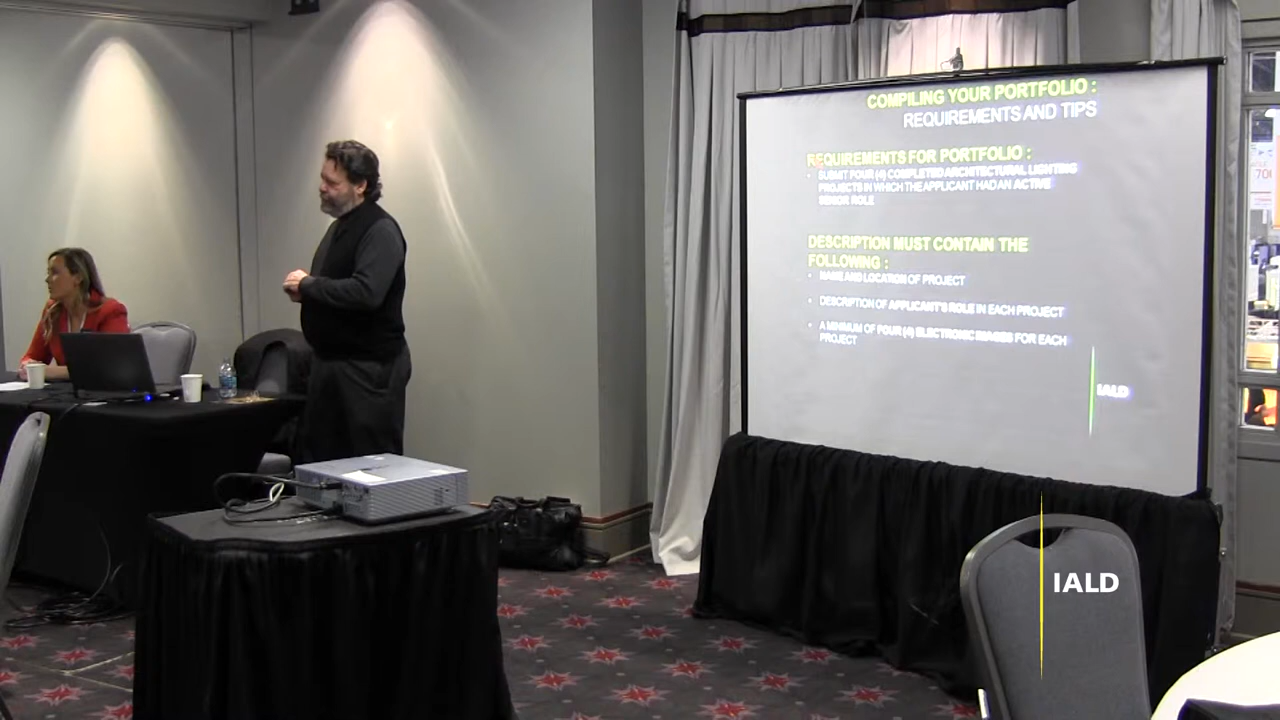 COMPILING YOUR PORTFOLIO :
REQUIREMENTS AND TIPS
REQUIREMENTS FOR PORTFOLIO :
• SUBMIT FOUR (4) COMPLETED ARCHITECTURAL LIGHTING
PROJECTS IN WHICH THE APPLICANT HAD AN ACTIVE
SENIOR ROLE
DESCRIPTION MUST CONTAIN THE
FOLLOWING :
• NAME AND LOCATION OF PROJECT
• DESCRIPTION OF APPLICANT'S ROLE IN EACH PROJECT
• A MINIMUM OF FOUR (4) ELECTRONIC IMAGES FOR EACH
PROJECT
IALD
IALD